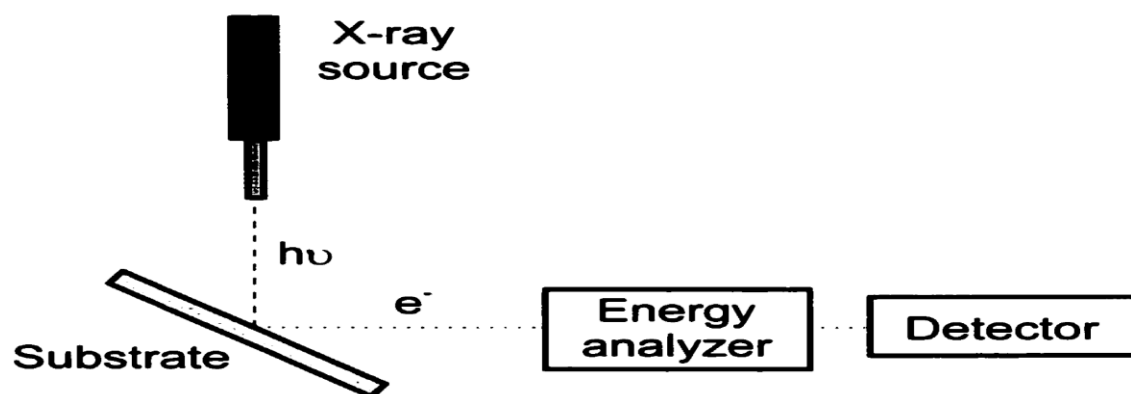 X-ray
source
hυ
e-
Substrate
Energy
analyzer
Detector